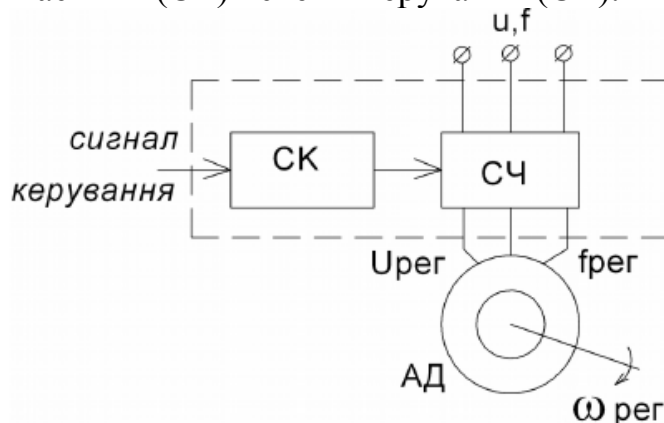 u,f
сигнал
керування
СК
СЧ
Uрег
fрег
АД
ω рег